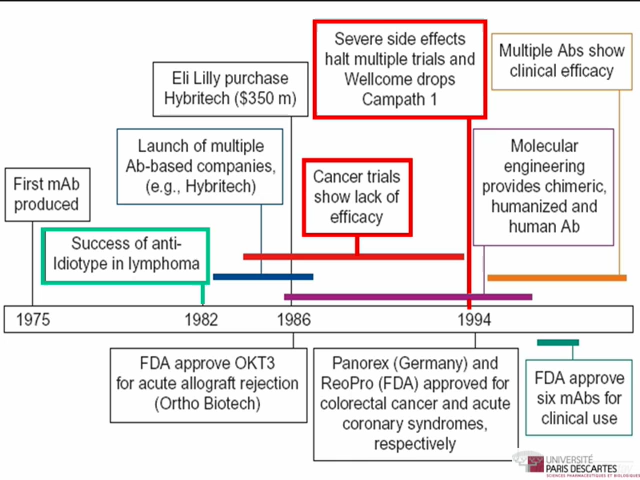 Severe side effects
halt multiple trials and
Wellcome drops
Campath 1
Multiple Abs show
clinical efficacy
Eli Lilly purchase
Hybritech ($350 m)
Launch of multiple
Ab-based companies,
(e.g., Hybritech)
Molecular
engineering
provides chimeric,
humanized and
human Ab
First mAb
produced
Cancer trials
show lack of
efficacy
Success of anti-
Idiotype in lymphoma
1975
1982
1986
1994
FDA approve OKT3
for acute allograft rejection
(Ortho Biotech)
Panorex (Germany) and
ReoPro (FDA) approved for
colorectal cancer and acute
coronary syndromes,
respectively
FDA approve
six mAbs for
clinical use
UNIVERSITÉ
PARIS DESCARTES
SCIENCES PHARMACEUTIQUES ET BIOLOGIQUES